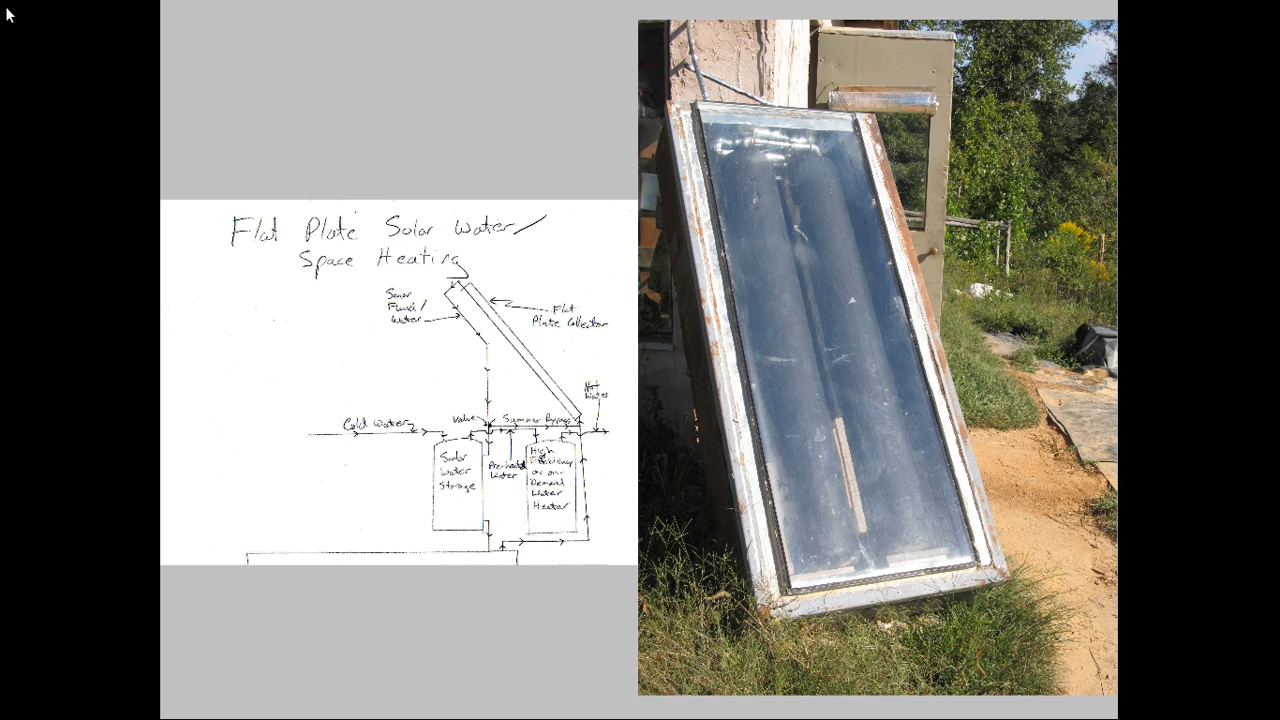 Flat Plate Solar Water/
Space Heating
Solar
Fluid/
Water
Flat
Plate Collector
Hot
Water
Cold Water
Valve
Summer Bypass
Solar
Water
Storage
Preheated
Water
High
Efficiency
or on-
Demand
Water
Heater